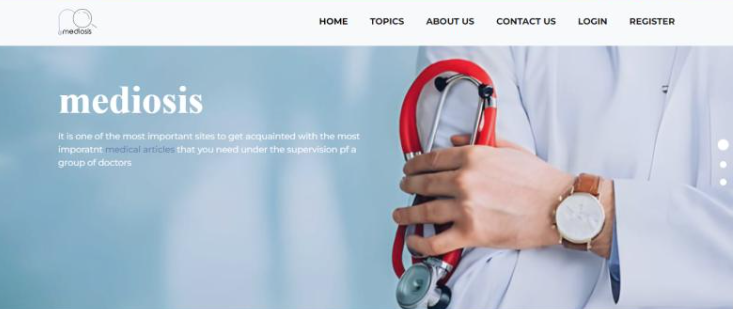 mediosis
HOME TOPICS ABOUT US CONTACT US LOGIN REGISTER
mediosis
It is one of the most important sites to get acquainted with the most
imporatnt medical articles that you need under the supervision pf a
group of doctors